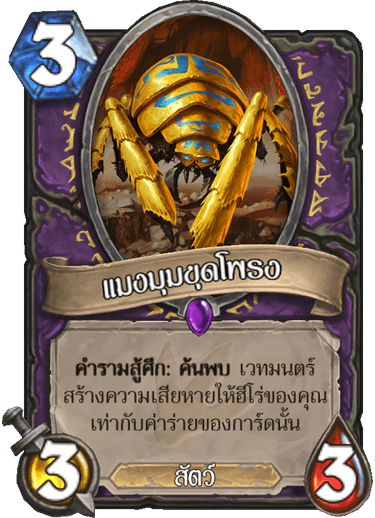 3
แมงมุมขุดโพรง
คำรามสู้ศึก: ค้นพบ เวทมนตร์
สร้างความเสียหายให้ฮีโร่ของคุณ
เท่ากับค่าร่ายของการ์ดนั้น
3
สัตว์
3